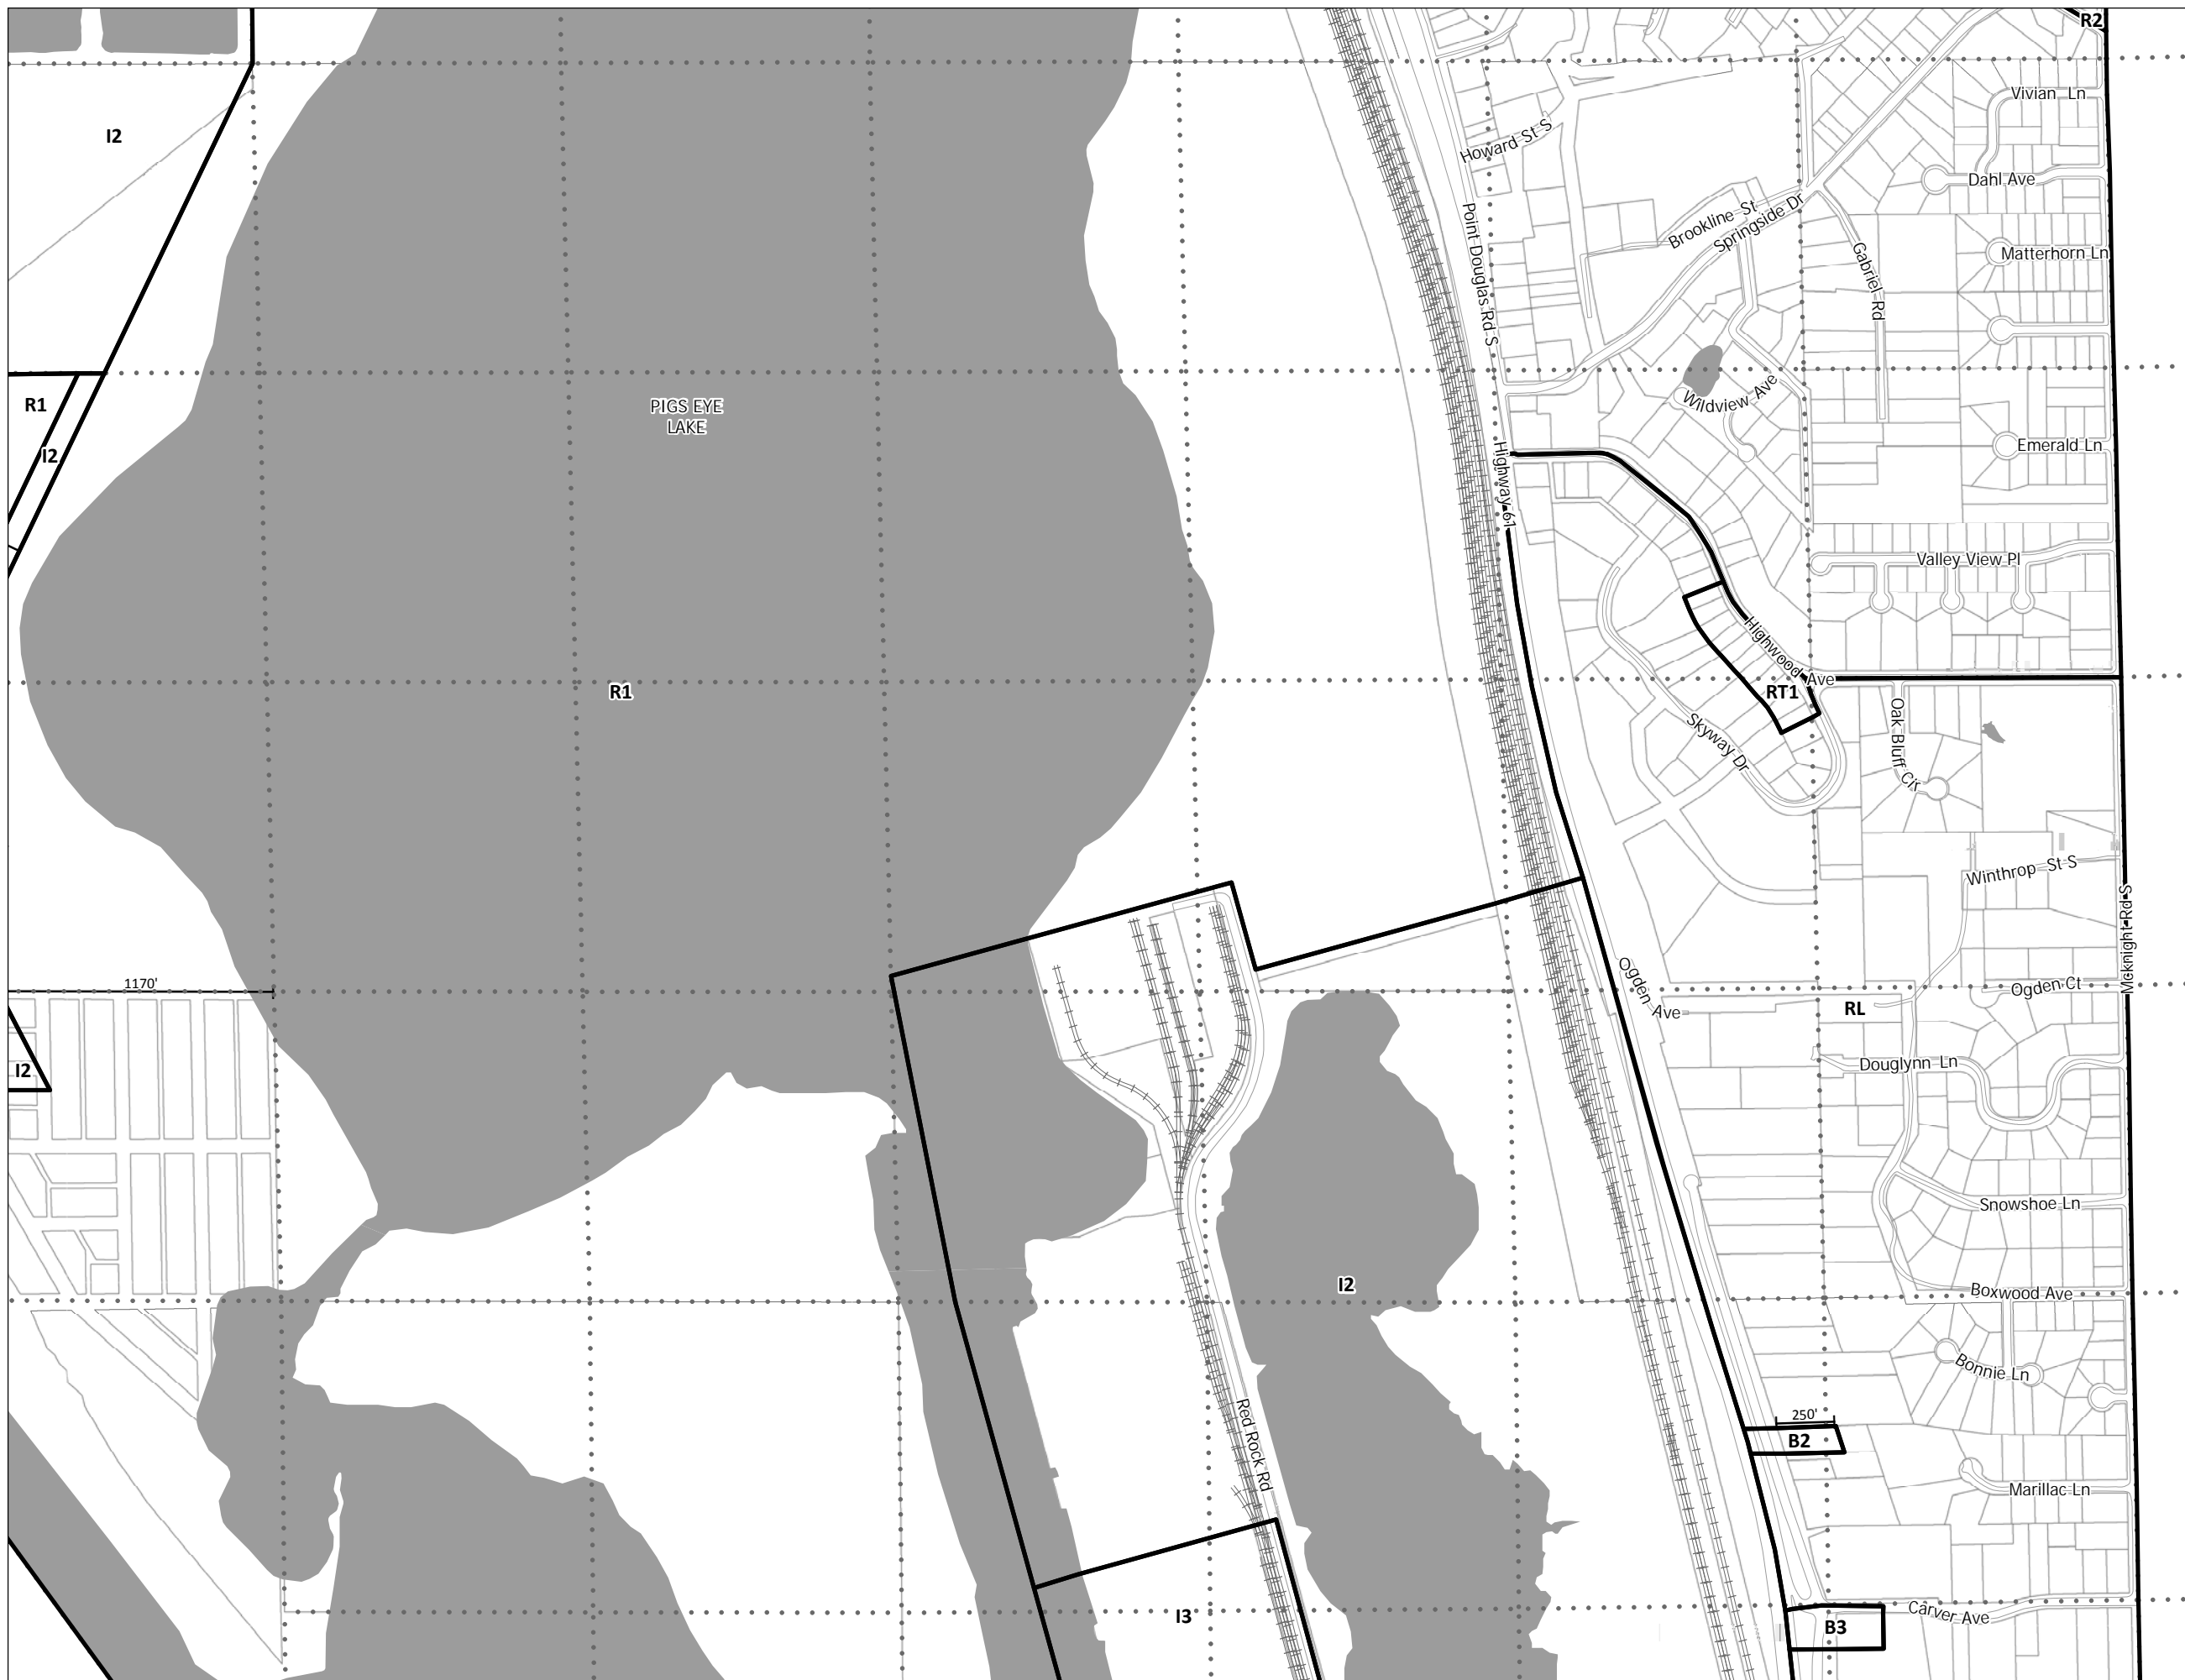 R2
Vivian Ln
I2
Howard St S
Dahl Ave
Brookline St
Springside Dr
Matterhorn Ln
Gabriel Rd
Point Douglas Rd S
R1
PIGS EYE
LAKE
Wildview Ave
I2
Emerald Ln
Highway 61
Valley View Pl
Highwood Ave
R1
RT1
Skyway Dr
Oak Bluff Cir
Winthrop St S
Mcknight Rd S
1170'
Ogden Ave
Ogden Ct
RL
I2
Douglynn Ln
Snowshoe Ln
I2
Boxwood Ave
Bonnie Ln
Red Rock Rd
250'
B2
Marillac Ln
I3
Carver Ave
B3